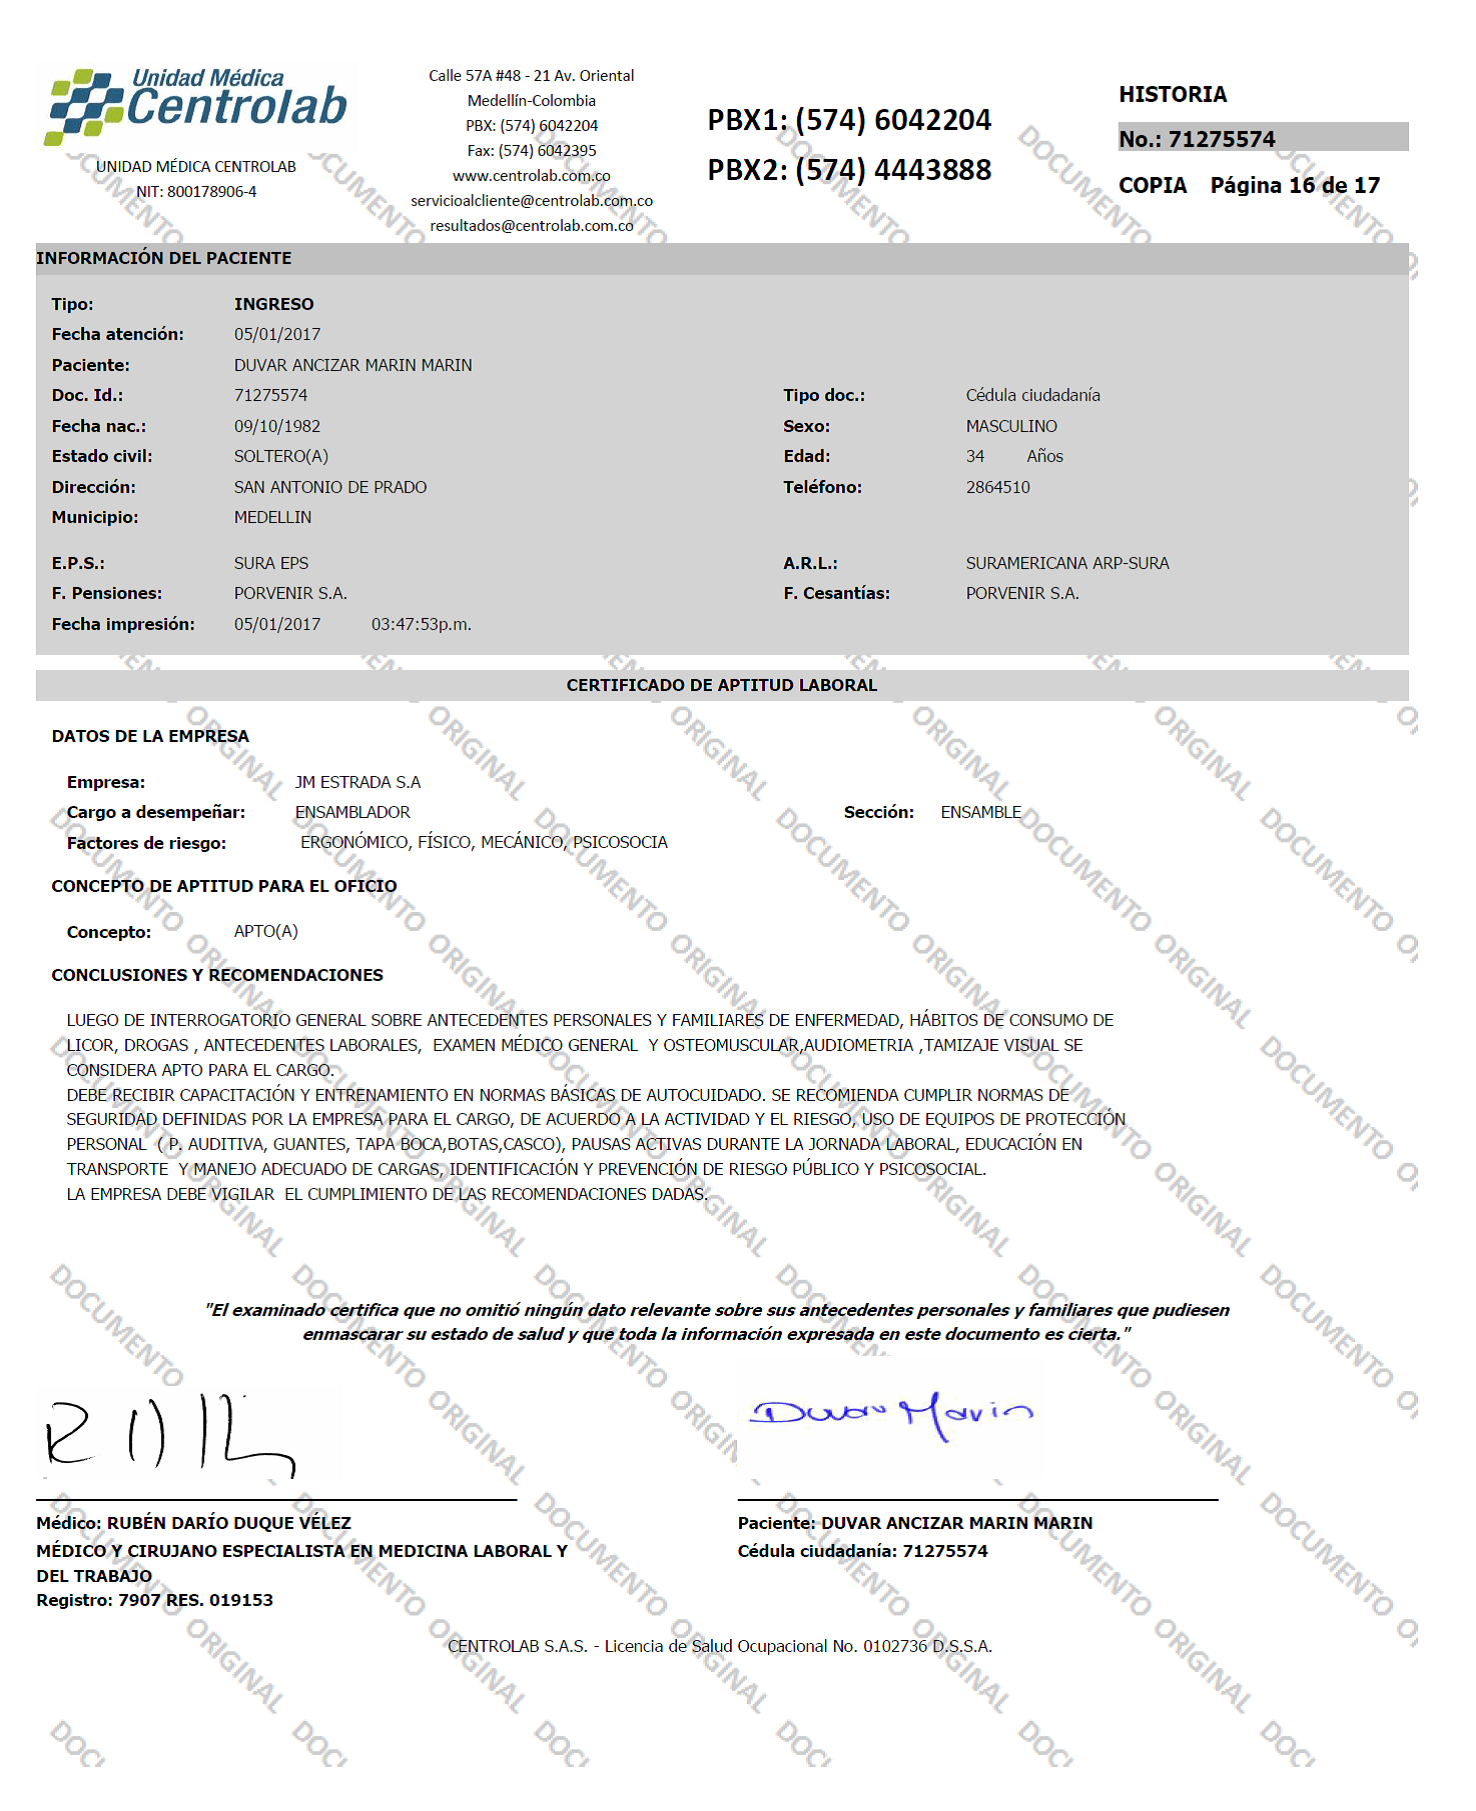 Unidad Médica
Centrolab
UNIDAD MÉDICA CENTROLAB
NIT: 800178906-4
Calle 57A #48 - 21 Av. Oriental
Medellín-Colombia
PBX: (574) 6042204
Fax: (574) 6042395
www.centrolab.com.co
servicioalcliente@centrolab.com.co
resultados@centrolab.com.co
PBX1: (574) 6042204
PBX2: (574) 4443888
HISTORIA
No.: 71275574
COPIA Página 16 de 17
INFORMACIÓN DEL PACIENTE
Tipo: INGRESO
Fecha atención: 05/01/2017
Paciente: DUVAR ANCIZAR MARIN MARIN
Doc. Id.: 71275574 Tipo doc.: Cédula ciudadanía
Fecha nac.: 09/10/1982 Sexo: MASCULINO
Estado civil: SOLTERO(A) Edad: 34 Años
Dirección: SAN ANTONIO DE PRADO Teléfono: 2864510
Municipio: MEDELLIN
E.P.S.: SURA EPS A.R.L.: SURAMERICANA ARP-SURA
F. Pensiones: PORVENIR S.A. F. Cesantías: PORVENIR S.A.
Fecha impresión: 05/01/2017 03:47:53p.m.
CERTIFICADO DE APTITUD LABORAL
DATOS DE LA EMPRESA
Empresa: JM ESTRADA S.A
Cargo a desempeñar: ENSAMBLADOR Sección: ENSAMBLE
Factores de riesgo: ERGONÓMICO, FÍSICO, MECÁNICO, PSICOSOCIA
CONCEPTO DE APTITUD PARA EL OFICIO
Concepto: APTO(A)
CONCLUSIONES Y RECOMENDACIONES
LUEGO DE INTERROGATORIO GENERAL SOBRE ANTECEDENTES PERSONALES Y FAMILIARES DE ENFERMEDAD, HÁBITOS DE CONSUMO DE
LICOR, DROGAS , ANTECEDENTES LABORALES, EXAMEN MÉDICO GENERAL Y OSTEOMUSCULAR,AUDIOMETRIA ,TAMIZAJE VISUAL SE
CONSIDERA APTO PARA EL CARGO.
DEBE RECIBIR CAPACITACIÓN Y ENTRENAMIENTO EN NORMAS BÁSICAS DE AUTOCUIDADO. SE RECOMIENDA CUMPLIR NORMAS DE
SEGURIDAD DEFINIDAS POR LA EMPRESA PARA EL CARGO, DE ACUERDO A LA ACTIVIDAD Y EL RIESGO, USO DE EQUIPOS DE PROTECCIÓN
PERSONAL ( P. AUDITIVA, GUANTES, TAPA BOCA,BOTAS,CASCO), PAUSAS ACTIVAS DURANTE LA JORNADA LABORAL, EDUCACIÓN EN
TRANSPORTE Y MANEJO ADECUADO DE CARGAS, IDENTIFICACIÓN Y PREVENCIÓN DE RIESGO PÚBLICO Y PSICOSOCIAL.
LA EMPRESA DEBE VIGILAR EL CUMPLIMIENTO DE LAS RECOMENDACIONES DADAS.
"El examinado certifica que no omitió ningún dato relevante sobre sus antecedentes personales y familiares que pudiesen
enmascarar su estado de salud y que toda la información expresada en este documento es cierta."
Duvar Marin
Médico: RUBÉN DARÍO DUQUE VÉLEZ
MÉDICO Y CIRUJANO ESPECIALISTA EN MEDICINA LABORAL Y
DEL TRABAJO
Registro: 7907 RES. 019153
Paciente: DUVAR ANCIZAR MARIN MARIN
Cédula ciudadanía: 71275574
CENTROLAB S.A.S. - Licencia de Salud Ocupacional No. 0102736 D.S.S.A.
DOCUMENTO ORIGINAL